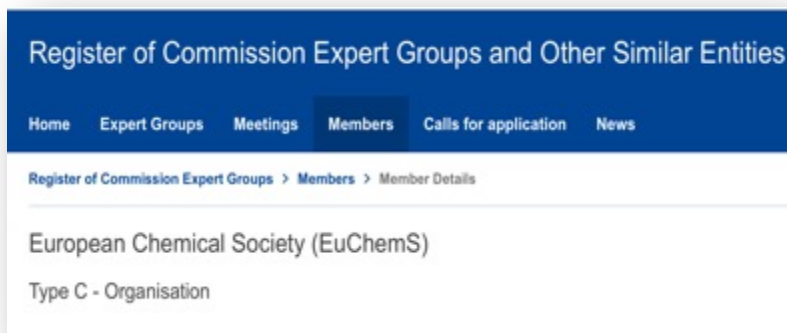 Register of Commission Expert Groups and Other Similar Entities
Home Expert Groups Meetings Members Calls for application News
Register of Commission Expert Groups > Members > Member Details
European Chemical Society (EuChemS)
Type C - Organisation